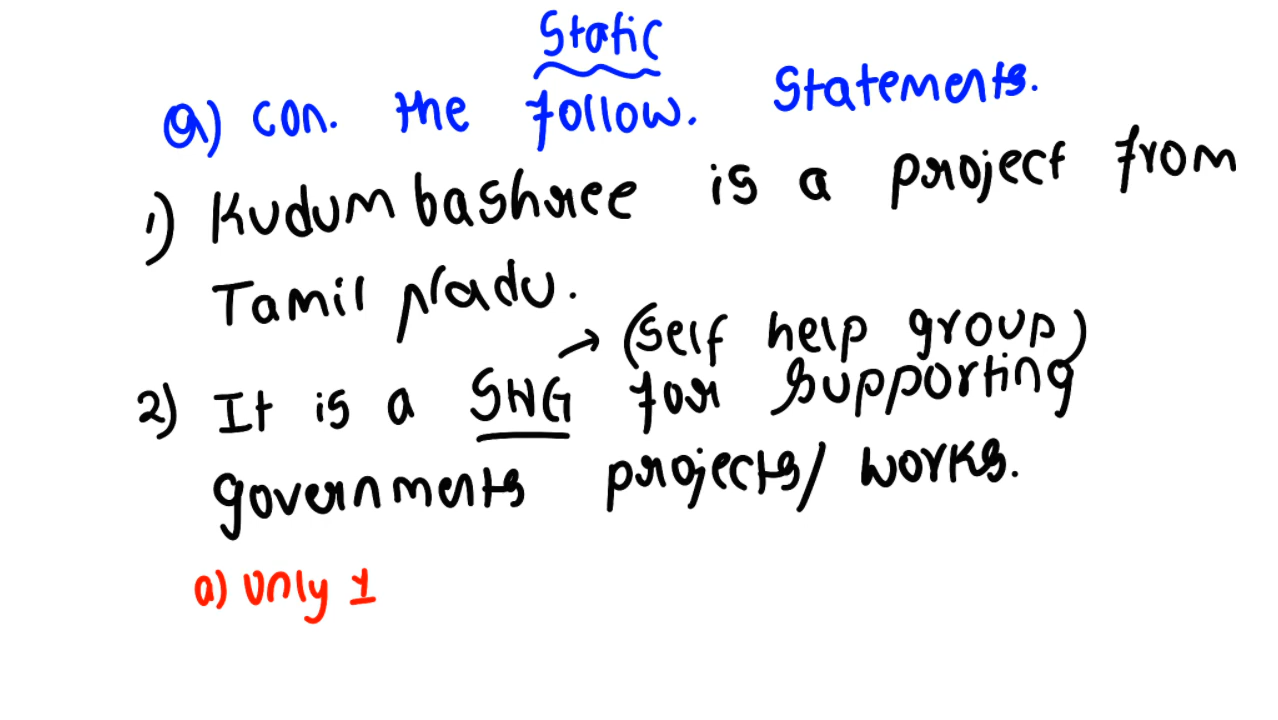 Static
Q) con. the follow. statements.
1) Kudumbashree is a project from
Tamil Nadu.
→ (self help group)
2) It is a SHG for supporting
governments projects/works.
a) only 1